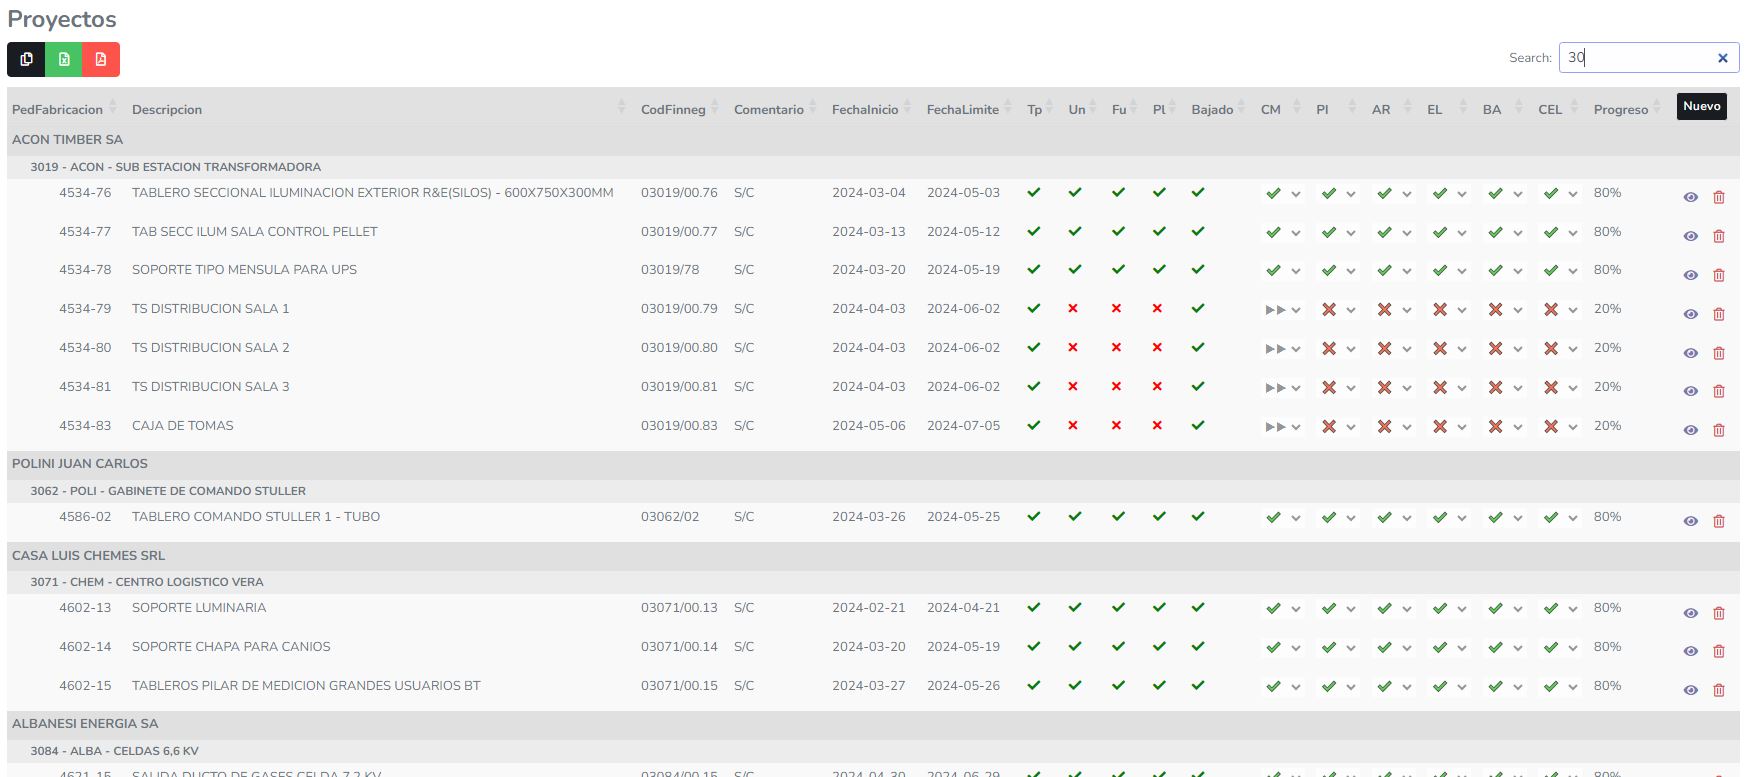 Proyectos
Search: 30
PedFabricacion Descripcion CodFinneg Comentario FechaInicio FechaLimite Tp Un Fu Pl Bajado CM PI AR EL BA CEL Progreso Nuevo
ACON TIMBER SA
3019 - ACON - SUB ESTACION TRANSFORMADORA
4534-76 TABLERO SECCIONAL ILUMINACION EXTERIOR R&E(SILOS) - 600X750X300MM 03019/00.76 S/C 2024-03-04 2024-05-03 80%
4534-77 TAB SECC ILUM SALA CONTROL PELLET 03019/00.77 S/C 2024-03-13 2024-05-12 80%
4534-78 SOPORTE TIPO MENSULA PARA UPS 03019/78 S/C 2024-03-20 2024-05-19 80%
4534-79 TS DISTRIBUCION SALA 1 03019/00.79 S/C 2024-04-03 2024-06-02 20%
4534-80 TS DISTRIBUCION SALA 2 03019/00.80 S/C 2024-04-03 2024-06-02 20%
4534-81 TS DISTRIBUCION SALA 3 03019/00.81 S/C 2024-04-03 2024-06-02 20%
4534-83 CAJA DE TOMAS 03019/00.83 S/C 2024-05-06 2024-07-05 20%
POLINI JUAN CARLOS
3062 - POLI - GABINETE DE COMANDO STULLER
4586-02 TABLERO COMANDO STULLER 1 - TUBO 03062/02 S/C 2024-03-26 2024-05-25 80%
CASA LUIS CHEMES SRL
3071 - CHEM - CENTRO LOGISTICO VERA
4602-13 SOPORTE LUMINARIA 03071/00.13 S/C 2024-02-21 2024-04-21 80%
4602-14 SOPORTE CHAPA PARA CANIOS 03071/00.14 S/C 2024-03-20 2024-05-19 80%
4602-15 TABLEROS PILAR DE MEDICION GRANDES USUARIOS BT 03071/00.15 S/C 2024-03-27 2024-05-26 80%
ALBANESI ENERGIA SA
3084 - ALBA - CELDAS 6,6 KV
4621-15 SALIDA DUCTO DE GASES CELDA 7,2 KV 03084/00.15 S/C 2024-04-30 2024-06-29 80%